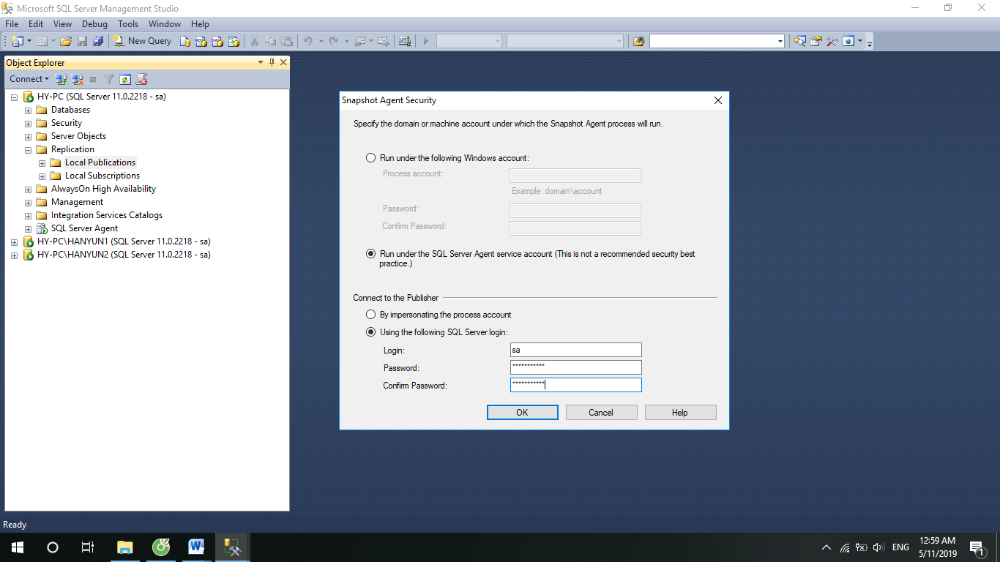 Microsoft SQL Server Management Studio
File Edit View Debug Tools Window Help
New Query
Object Explorer
Connect
HY-PC (SQL Server 11.0.2218 - sa)
Databases
Security
Server Objects
Replication
Local Publications
Local Subscriptions
AlwaysOn High Availability
Management
Integration Services Catalogs
SQL Server Agent
HY-PC\HANYUN1 (SQL Server 11.0.2218 - sa)
HY-PC\HANYUN2 (SQL Server 11.0.2218 - sa)
Snapshot Agent Security
Specify the domain or machine account under which the Snapshot Agent process will run.
Run under the following Windows account:
Process account:
Example: domain\account
Password:
Confirm Password:
Run under the SQL Server Agent service account (This is not a recommended security best
practice.)
Connect to the Publisher
By impersonating the process account
Using the following SQL Server login:
Login: sa
Password: ***********
Confirm Password: ***********
OK Cancel Help
Ready
ENG
12:59 AM
5/11/2019
1